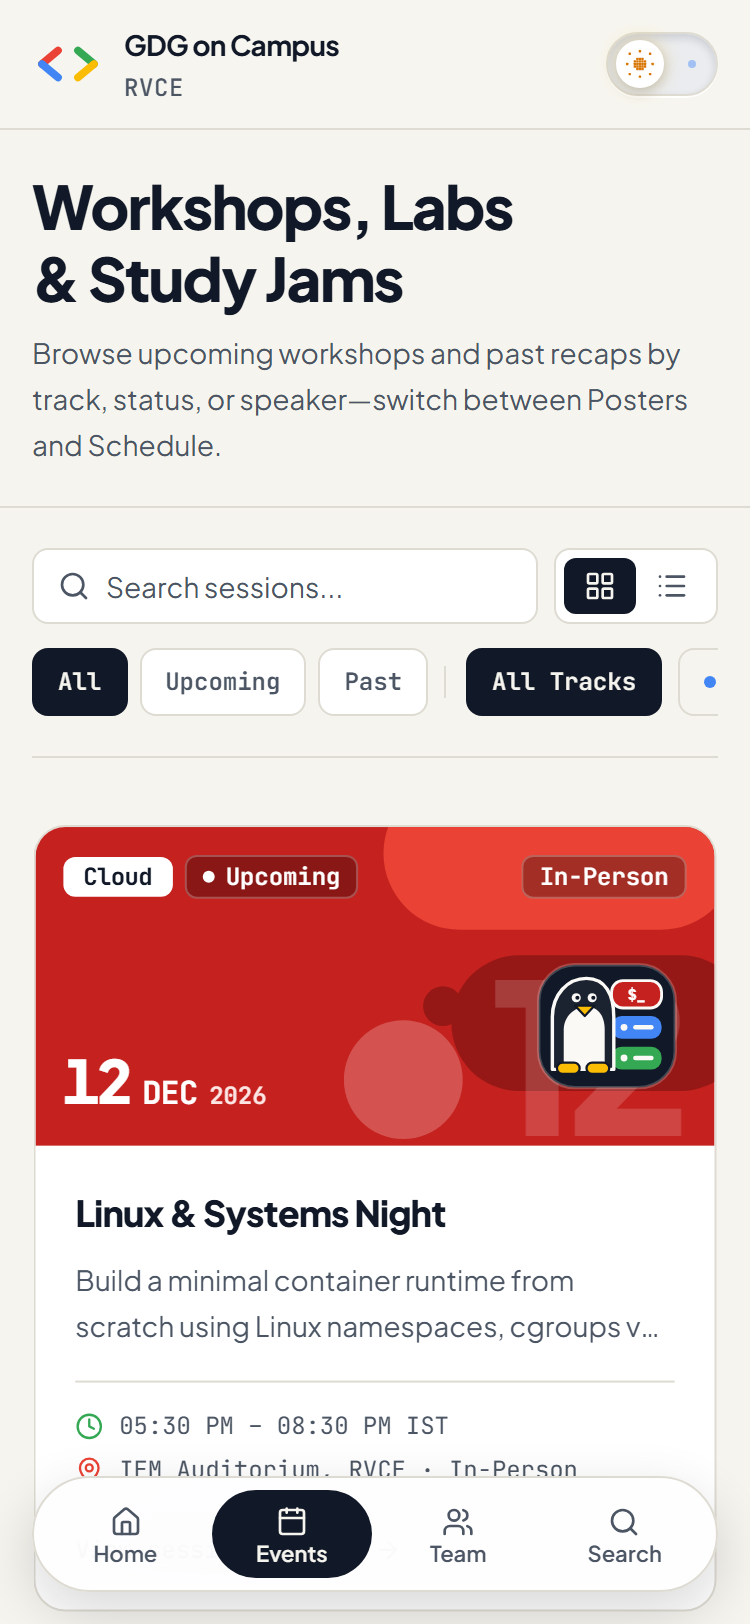 GDG on Campus
RVCE
Workshops, Labs
& Study Jams
Browse upcoming workshops and past recaps by
track, status, or speaker—switch between Posters
and Schedule.
Search sessions...
All Upcoming Past All Tracks
Cloud Upcoming In-Person
12
$_
12 DEC 2026
Linux & Systems Night
Build a minimal container runtime from
scratch using Linux namespaces, cgroups v…
05:30 PM – 08:30 PM IST
IEM Auditorium, RVCE · In-Person
Home Events Team Search